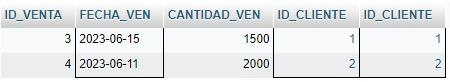 ID_VENTA FECHA_VEN CANTIDAD_VEN ID_CLIENTE ID_CLIENTE
3 2023-06-15 1500 1 1
4 2023-06-11 2000 2 2